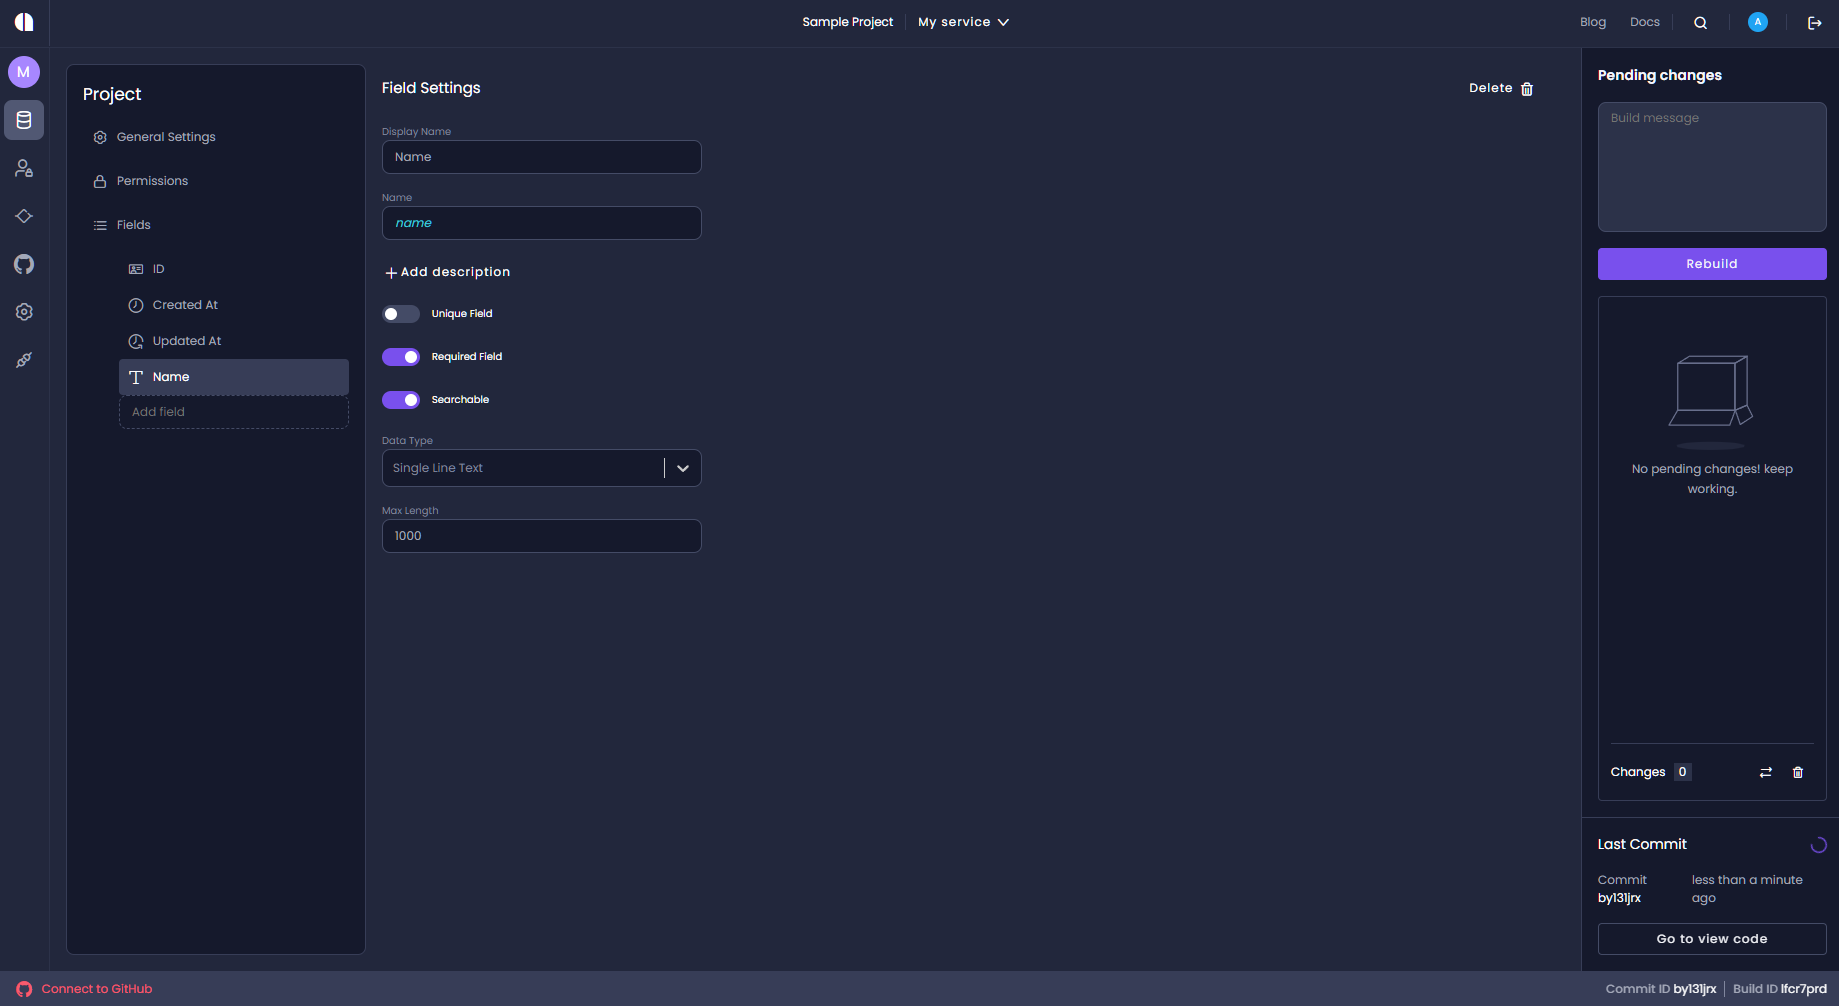 Sample Project
My service
Blog
Docs
A
M
Project
General Settings
Permissions
Fields
ID
Created At
Updated At
Name
Add field
Field Settings
Delete
Display Name
Name
Name
name
Add description
Unique Field
Required Field
Searchable
Data Type
Single Line Text
Max Length
1000
Pending changes
Build message
Rebuild
No pending changes! keep
working.
Changes 0
Last Commit
Commit
by131jrx
less than a minute
ago
Go to view code
Connect to GitHub
Commit ID by131jrx
Build ID lfcr7prd